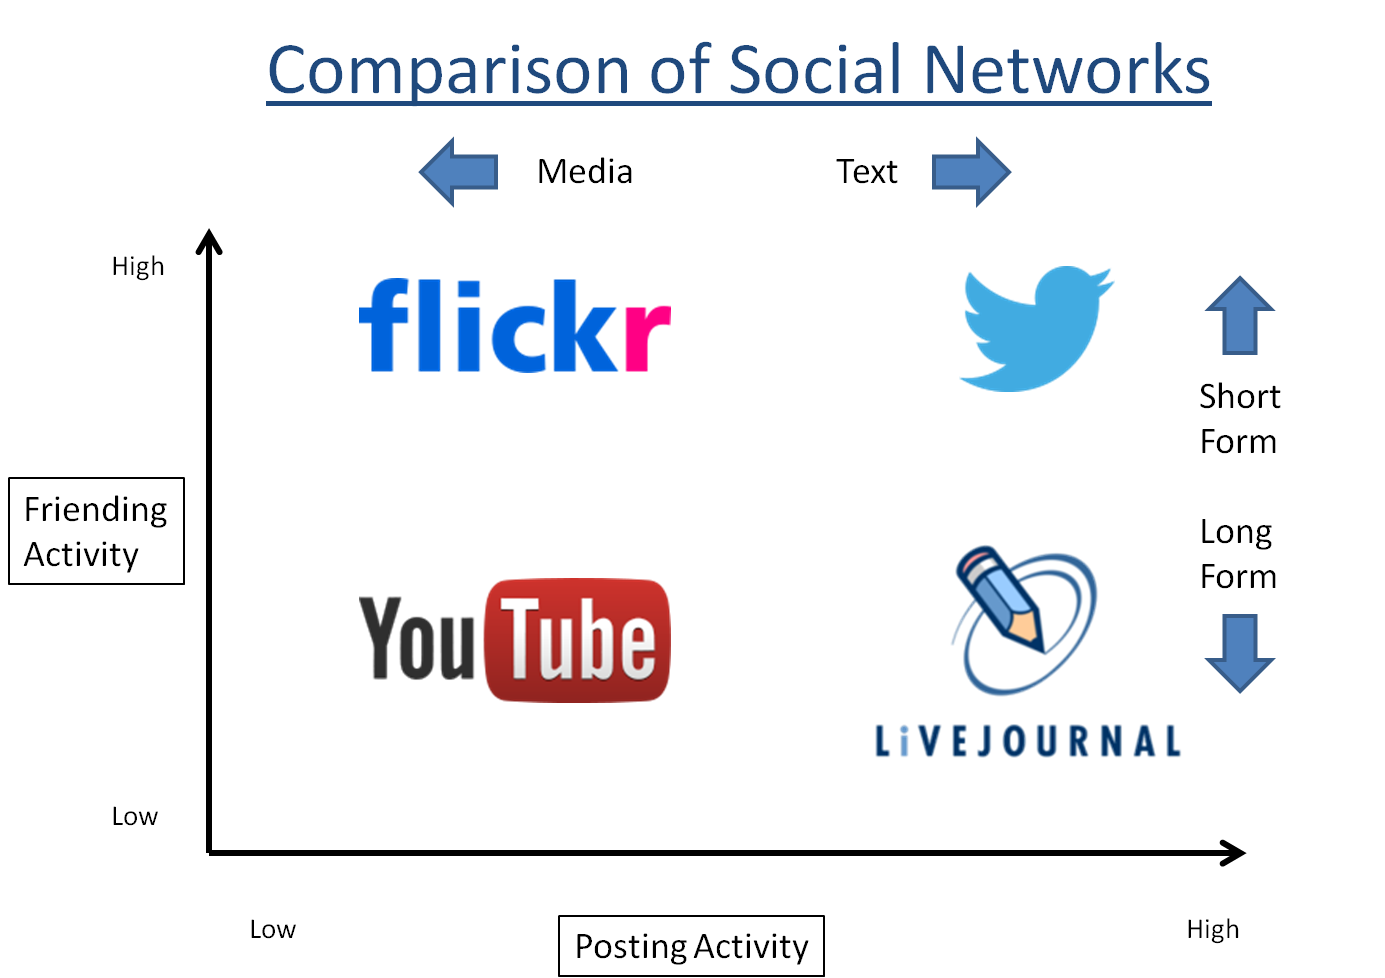 Comparison of Social Networks
Media
Text
High
flickr
Short
Form
Friending
Activity
Long
Form
YouTube
LiVEJOURNAL
Low
Low
Posting Activity
High